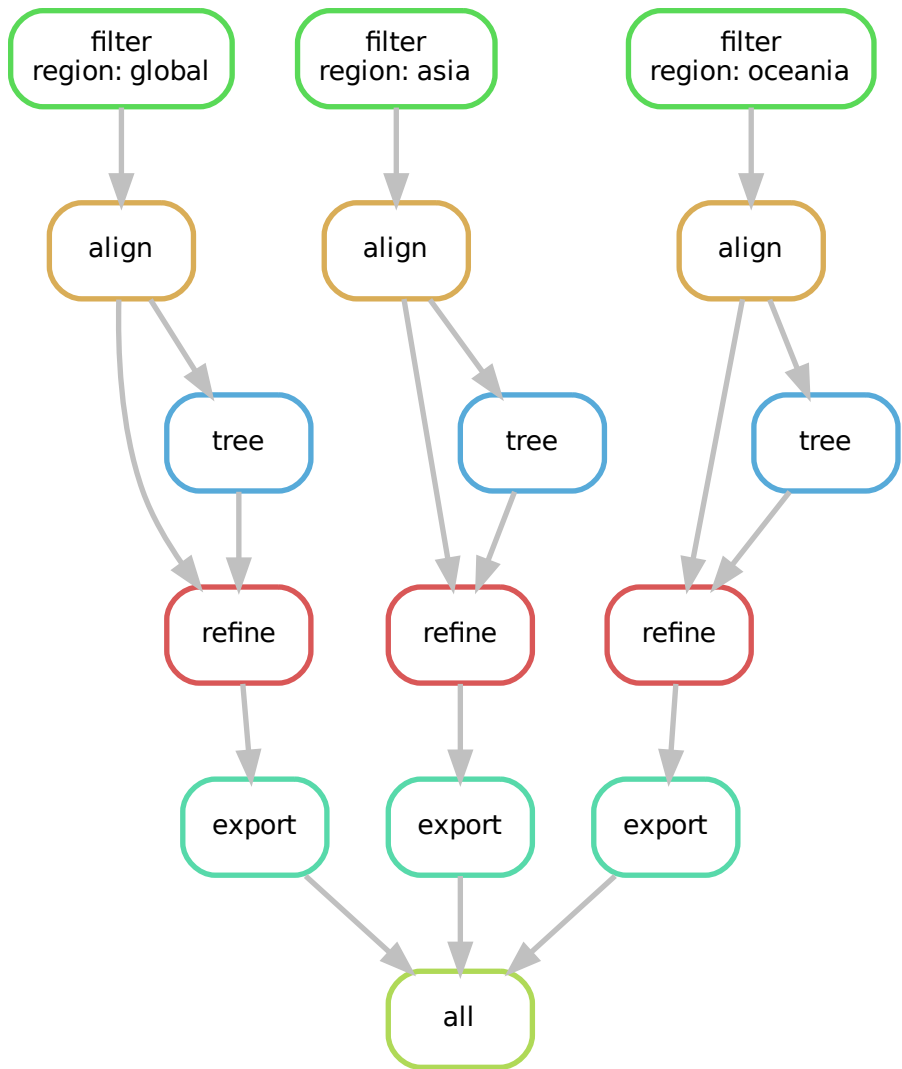 filter
region: global
filter
region: asia
filter
region: oceania
align
align
align
tree
tree
tree
refine
refine
refine
export
export
export
all